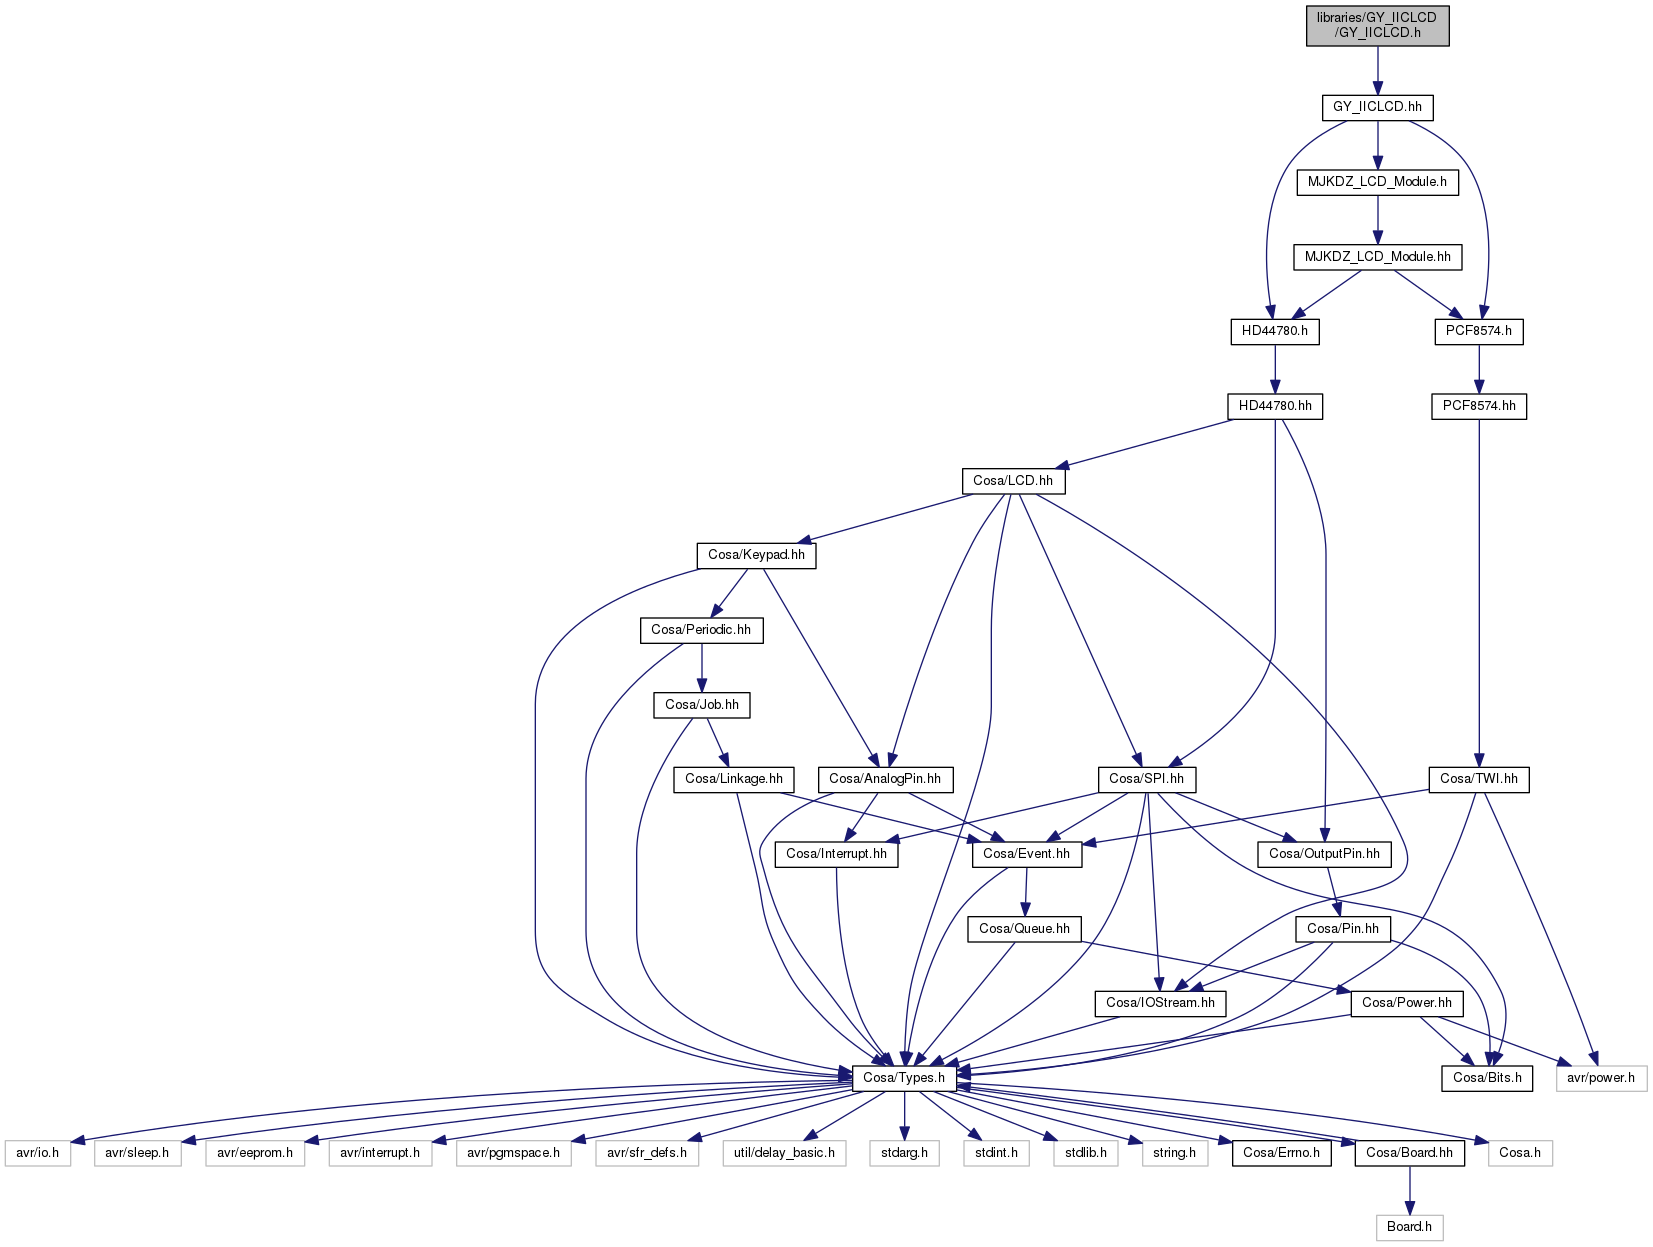 libraries/GY_IICLCD
/GY_IICLCD.h
GY_IICLCD.hh
MJKDZ_LCD_Module.h
MJKDZ_LCD_Module.hh
HD44780.h
PCF8574.h
HD44780.hh
PCF8574.hh
Cosa/LCD.hh
Cosa/Keypad.hh
Cosa/Periodic.hh
Cosa/Job.hh
Cosa/Linkage.hh
Cosa/AnalogPin.hh
Cosa/SPI.hh
Cosa/TWI.hh
Cosa/Interrupt.hh
Cosa/Event.hh
Cosa/OutputPin.hh
Cosa/Queue.hh
Cosa/Pin.hh
Cosa/IOStream.hh
Cosa/Power.hh
Cosa/Types.h
Cosa/Bits.h
avr/power.h
avr/io.h
avr/sleep.h
avr/eeprom.h
avr/interrupt.h
avr/pgmspace.h
avr/sfr_defs.h
util/delay_basic.h
stdarg.h
stdint.h
stdlib.h
string.h
Cosa/Errno.h
Cosa/Board.hh
Cosa.h
Board.h